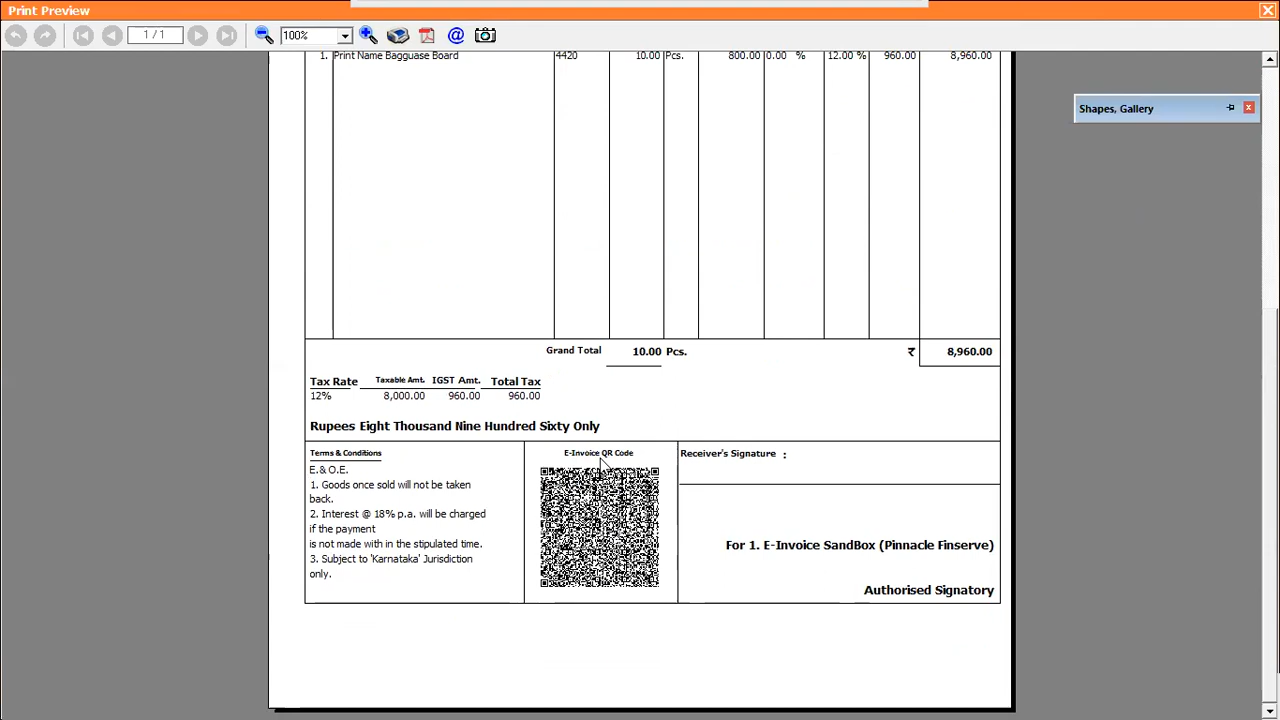 Print Preview
1 / 1
100%
Shapes, Gallery
1. Print Name Bagguase Board 4420 10.00 Pcs. 800.00 0.00 % 12.00 % 960.00 8,960.00
Grand Total 10.00 Pcs. ₹ 8,960.00
Tax Rate Taxable Amt. IGST Amt. Total Tax
12% 8,000.00 960.00 960.00
Rupees Eight Thousand Nine Hundred Sixty Only
Terms & Conditions
E.& O.E.
1. Goods once sold will not be taken
back.
2. Interest @ 18% p.a. will be charged
if the payment
is not made with in the stipulated time.
3. Subject to 'Karnataka' Jurisdiction
only.
E-Invoice QR Code
Receiver's Signature :
For 1. E-Invoice SandBox (Pinnacle Finserve)
Authorised Signatory